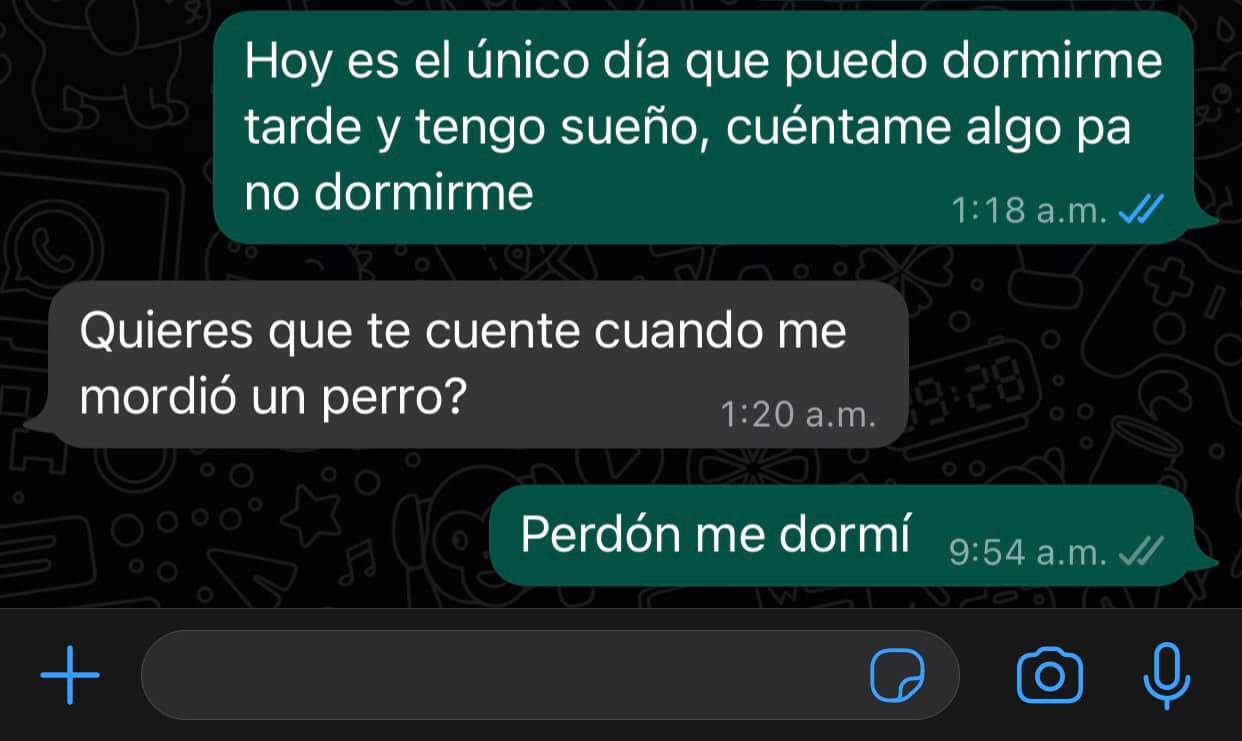 Hoy es el único día que puedo dormirme
tarde y tengo sueño, cuéntame algo pa
no dormirme
1:18 a.m.
Quieres que te cuente cuando me
mordió un perro?
1:20 a.m.
Perdón me dormí
9:54 a.m.